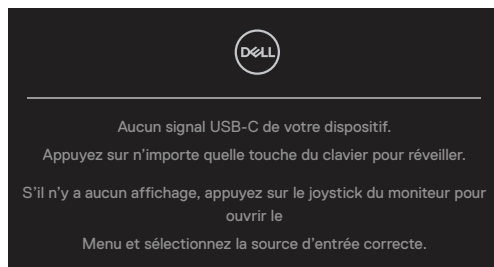 DELL
Aucun signal USB-C de votre dispositif.
Appuyez sur n’importe quelle touche du clavier pour réveiller.
S’il n’y a aucun affichage, appuyez sur le joystick du moniteur pour
ouvrir le
Menu et sélectionnez la source d’entrée correcte.